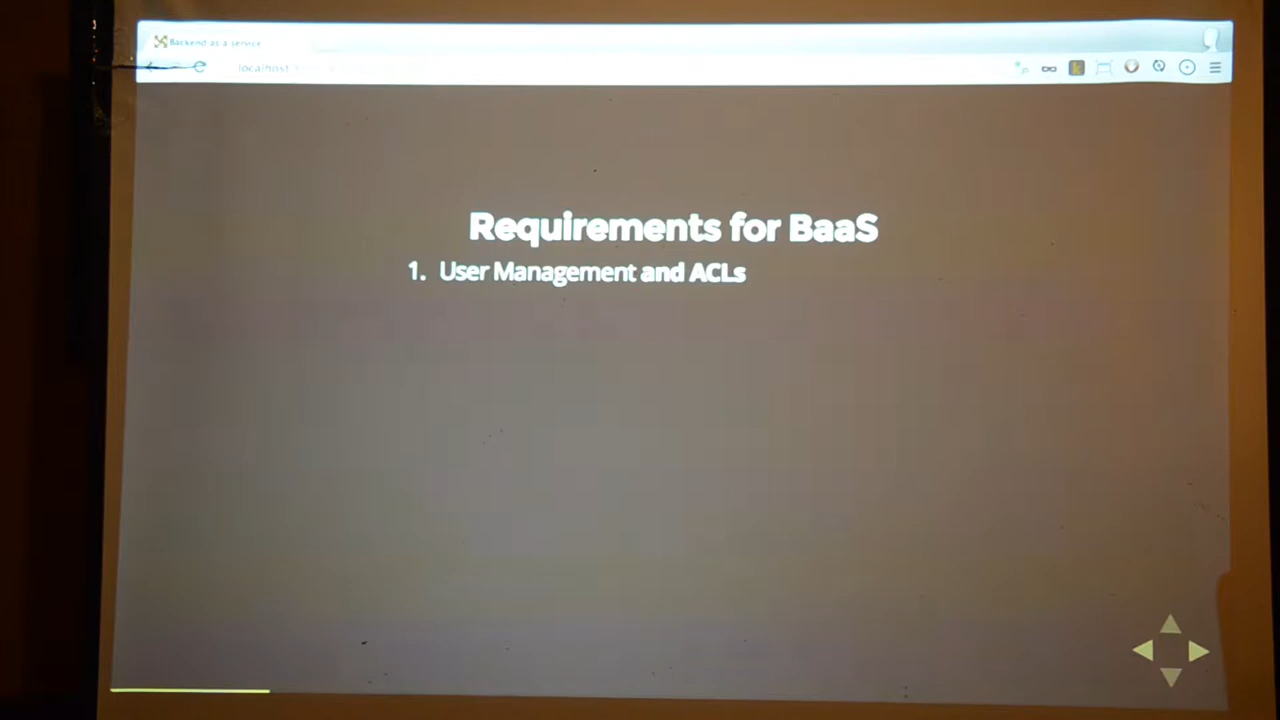 Backend as a service
localhost
Requirements for BaaS
1. User Management and ACLs